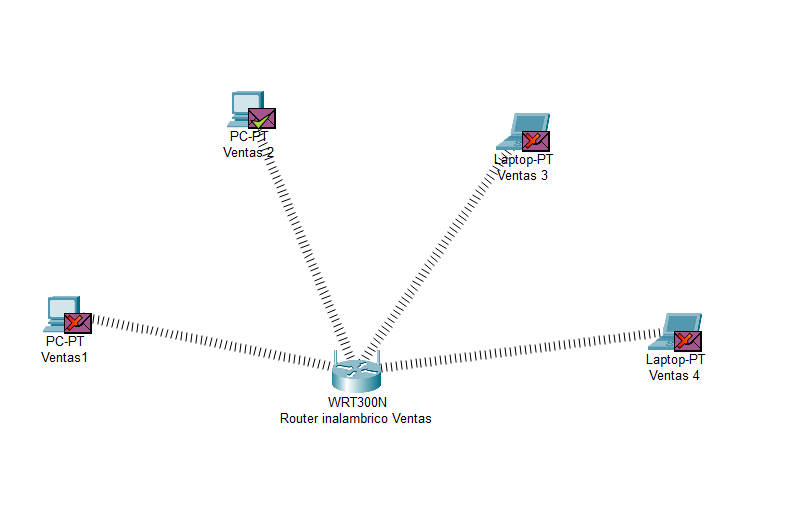 PC-PT
Ventas 2
Laptop-PT
Ventas 3
PC-PT
Ventas1
Laptop-PT
Ventas 4
WRT300N
Router inalambrico Ventas